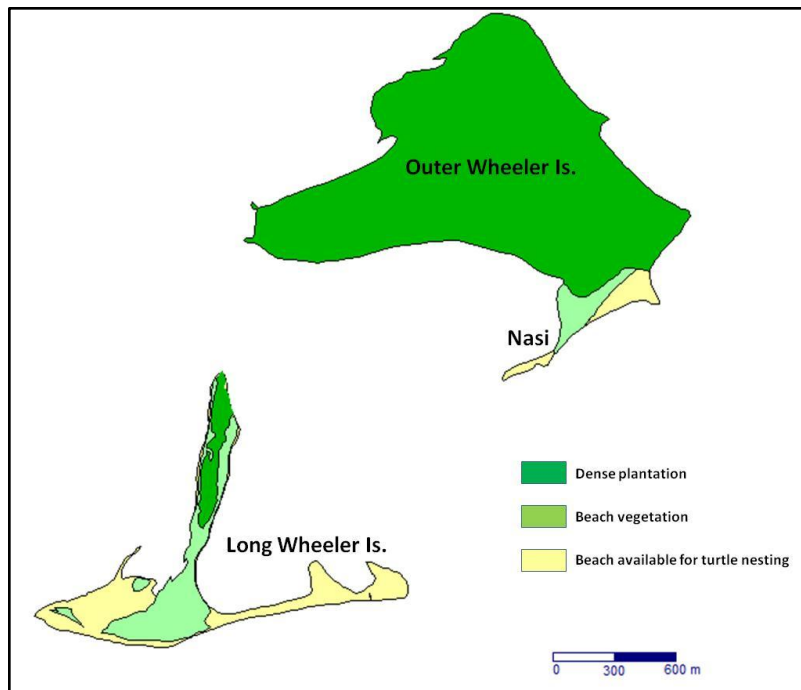 Outer Wheeler Is.
Nasi
Long Wheeler Is.
Dense plantation
Beach vegetation
Beach available for turtle nesting
0 300 600 m